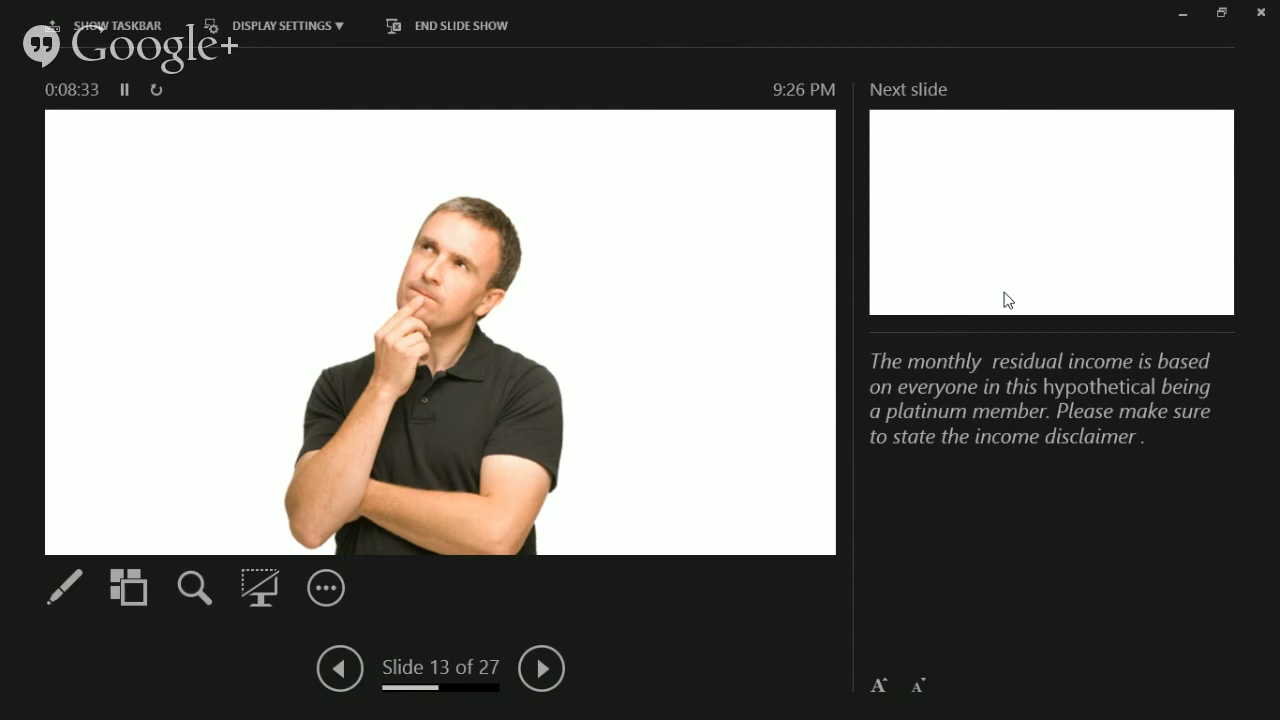 SHOW TASKBAR DISPLAY SETTINGS ▼ END SLIDE SHOW
Google+
0:08:33 9:26 PM Next slide
The monthly residual income is based
on everyone in this hypothetical being
a platinum member. Please make sure
to state the income disclaimer .
Slide 13 of 27
A A